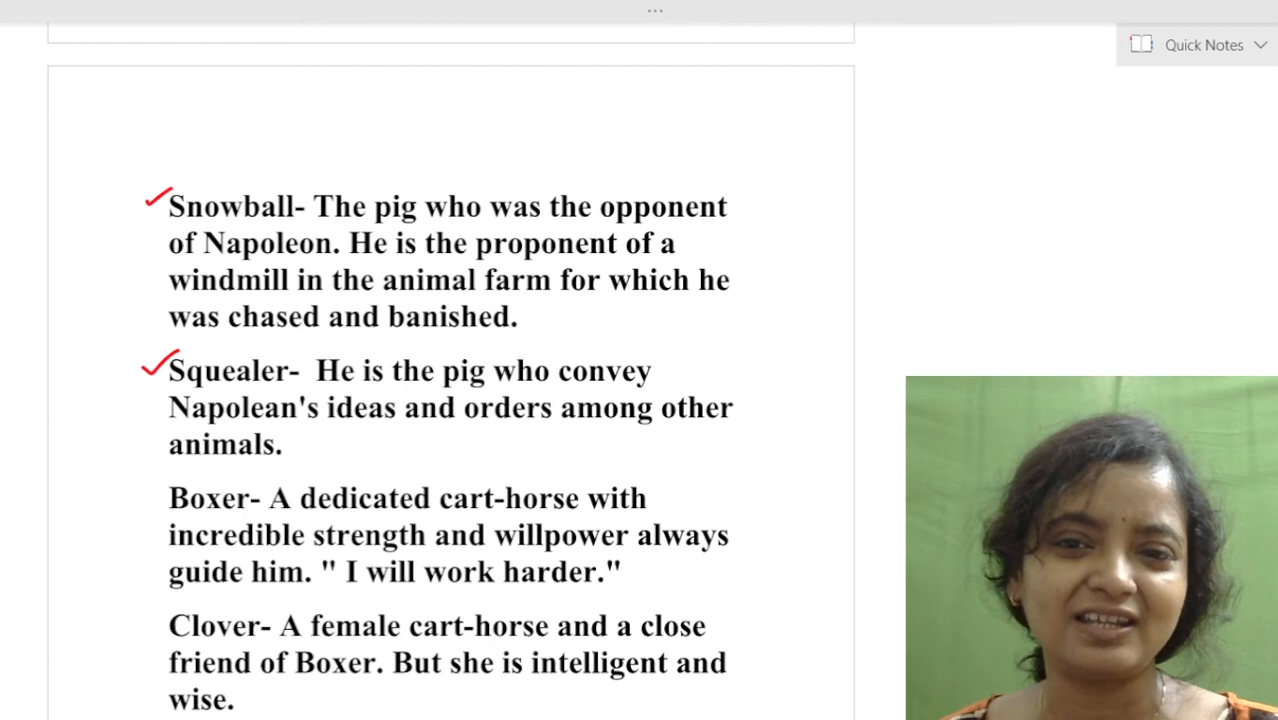 ...
Quick Notes
Snowball- The pig who was the opponent
of Napoleon. He is the proponent of a
windmill in the animal farm for which he
was chased and banished.
Squealer-  He is the pig who convey
Napolean's ideas and orders among other
animals.
Boxer- A dedicated cart-horse with
incredible strength and willpower always
guide him. " I will work harder."
Clover- A female cart-horse and a close
friend of Boxer. But she is intelligent and
wise.